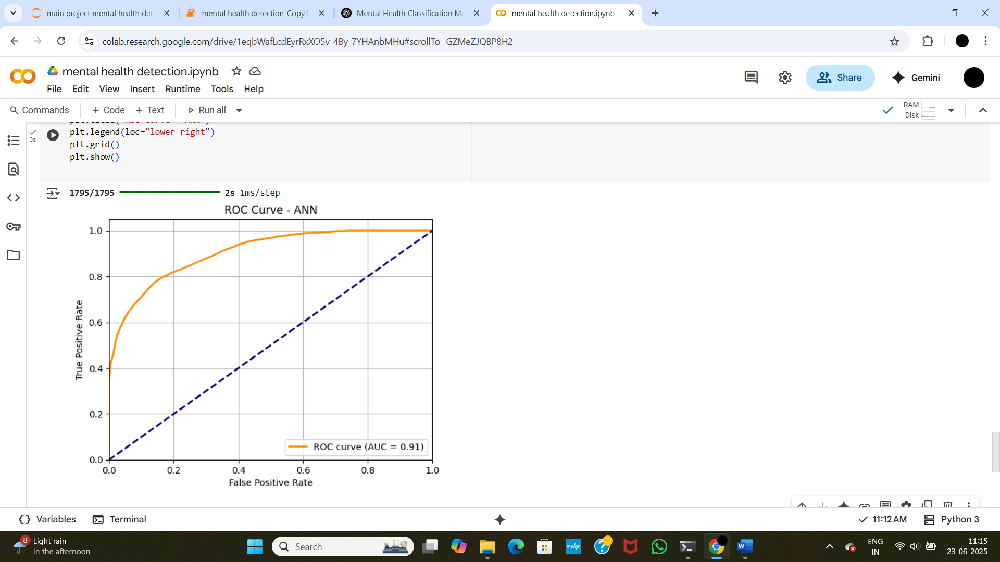 main project mental health dete
mental health detection-Copy1
Mental Health Classification Mo
mental health detection.ipynb -
colab.research.google.com/drive/1eqbWafLcdEyrRxXO5v_4By-7YHAnbMHu#scrollTo=GZMeZJQBP8H2
mental health detection.ipynb
Share
Gemini
File Edit View Insert Runtime Tools Help
Commands + Code + Text Run all
RAM
Disk
3s
plt.legend(loc="lower right")
plt.grid()
plt.show()
1795/1795 2s 1ms/step
ROC Curve - ANN
1.0
0.8
0.6
0.4
0.2
0.0
True Positive Rate
ROC curve (AUC = 0.91)
0.0 0.2 0.4 0.6 0.8 1.0
False Positive Rate
Variables Terminal
11:12 AM Python 3
8
Light rain
In the afternoon
Search
myhp
ENG
IN
11:15
23-06-2025